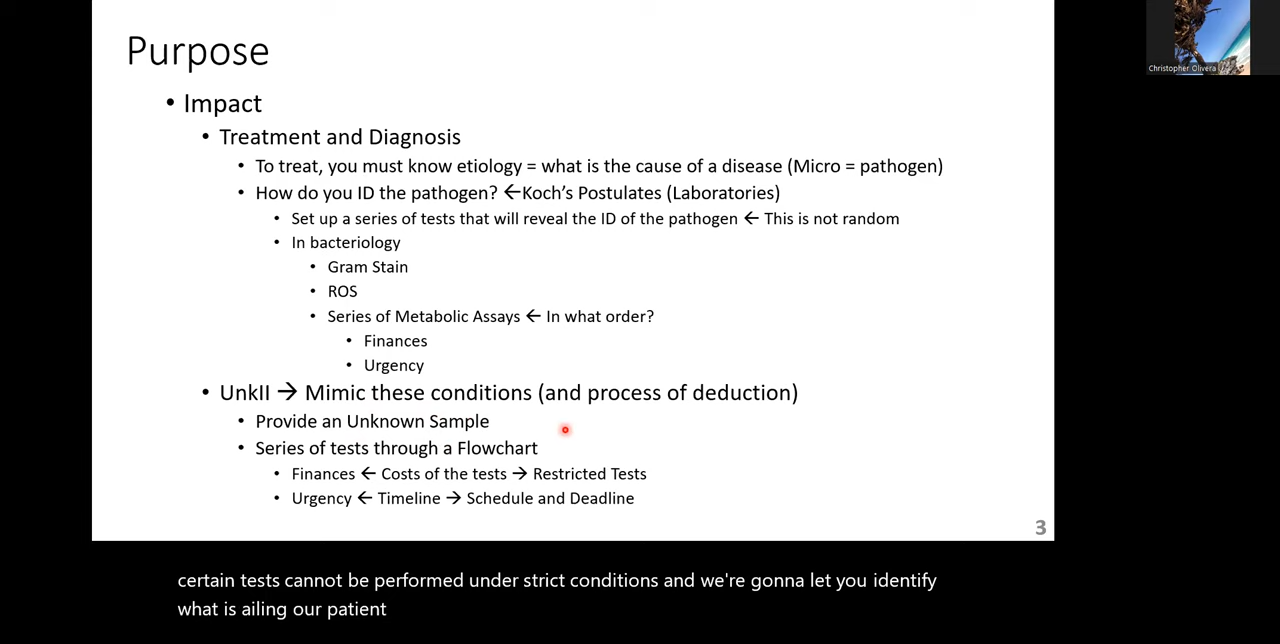 Purpose
Christopher Olivera
• Impact
• Treatment and Diagnosis
• To treat, you must know etiology = what is the cause of a disease (Micro = pathogen)
• How do you ID the pathogen? ←Koch's Postulates (Laboratories)
• Set up a series of tests that will reveal the ID of the pathogen ← This is not random
• In bacteriology
• Gram Stain
• ROS
• Series of Metabolic Assays ← In what order?
• Finances
• Urgency
• UnkII → Mimic these conditions (and process of deduction)
• Provide an Unknown Sample
• Series of tests through a Flowchart
• Finances ← Costs of the tests → Restricted Tests
• Urgency ← Timeline → Schedule and Deadline
3
certain tests cannot be performed under strict conditions and we're gonna let you identify
what is ailing our patient